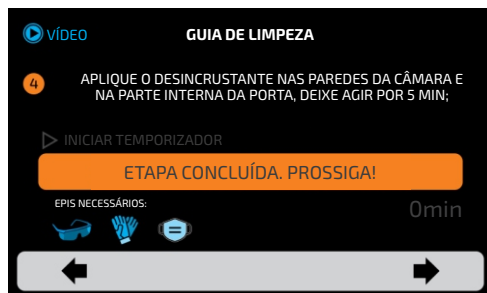 VÍDEO
GUIA DE LIMPEZA
4
APLIQUE O DESINCRUSTANTE NAS PAREDES DA CÂMARA E
NA PARTE INTERNA DA PORTA, DEIXE AGIR POR 5 MIN;
INICIAR TEMPORIZADOR
ETAPA CONCLUÍDA. PROSSIGA!
EPIS NECESSÁRIOS:
0min